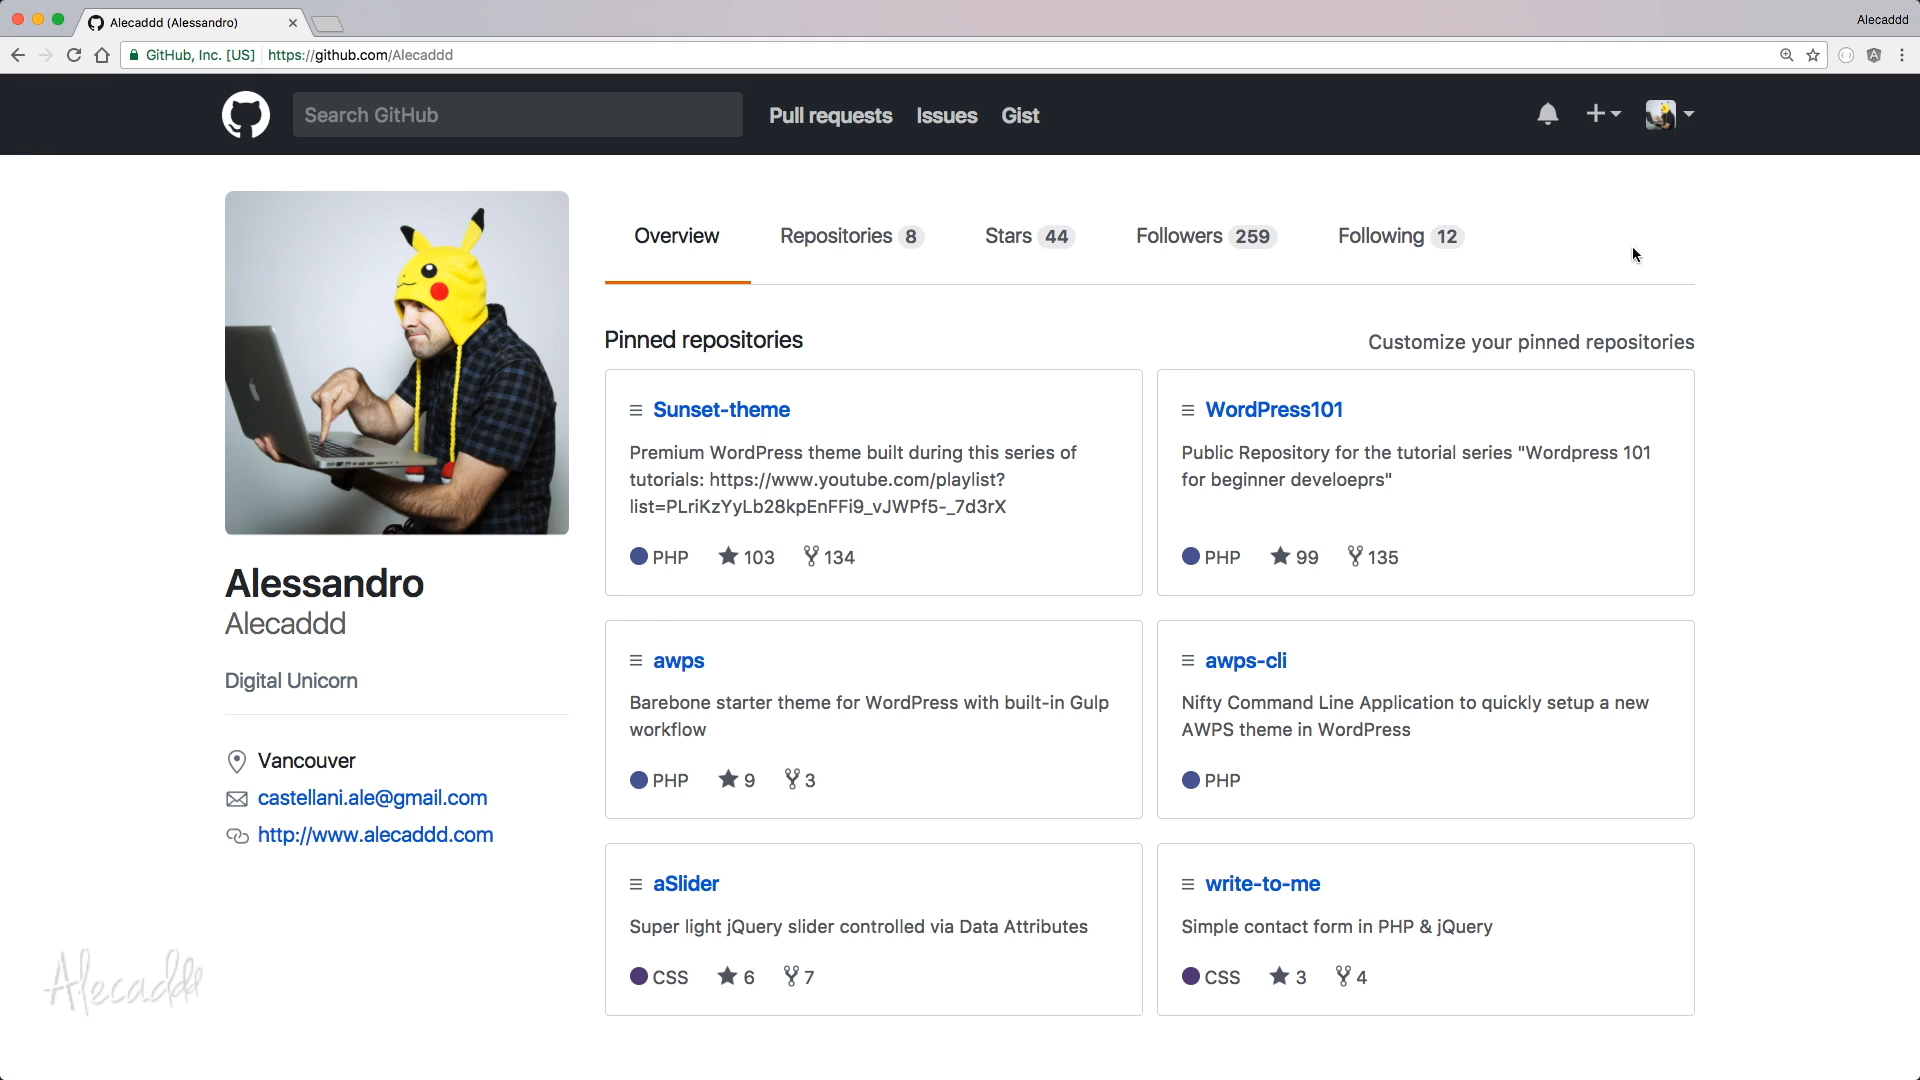 Alecaddd (Alessandro)
Alecaddd
GitHub, Inc. [US] https://github.com/Alecaddd
Search GitHub
Pull requests Issues Gist
Overview Repositories 8 Stars 44 Followers 259 Following 12
Pinned repositories
Customize your pinned repositories
Sunset-theme
Premium WordPress theme built during this series of
tutorials: https://www.youtube.com/playlist?
list=PLriKzYyLb28kpEnFFi9_vJWPf5-_7d3rX
PHP 103 134
WordPress101
Public Repository for the tutorial series "Wordpress 101
for beginner develoeprs"
PHP 99 135
Alessandro
Alecaddd
Digital Unicorn
Vancouver
castellani.ale@gmail.com
http://www.alecaddd.com
awps
Barebone starter theme for WordPress with built-in Gulp
workflow
PHP 9 3
awps-cli
Nifty Command Line Application to quickly setup a new
AWPS theme in WordPress
PHP
aSlider
Super light jQuery slider controlled via Data Attributes
CSS 6 7
write-to-me
Simple contact form in PHP & jQuery
CSS 3 4
Alecaddd